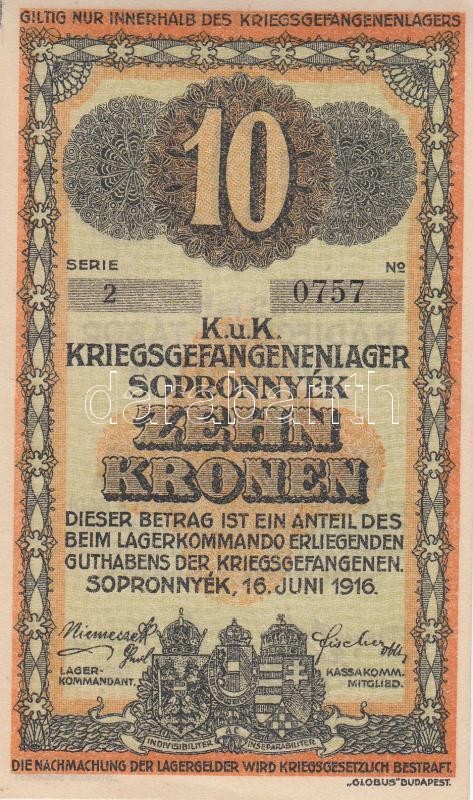 GILTIG NUR INNERHALB DES KRIEGSGEFANGENENLAGERS
10
SERIE № 
2 0757
K.u.K.
KRIEGSGEFANGENENLAGER
SOPRONNYÉK
darabanth
ZEHN
KRONEN
DIESER BETRAG IST EIN ANTEIL DES
BEIM LAGERKOMMANDO ERLIEGENDEN
GUTHABENS DER KRIEGSGEFANGENEN.
SOPRONNYÉK, 16. JUNI 1916.
LAGER- KASSAKOMM.
KOMMANDANT. MITGLIED.
INDIVISIBILITER AC INSEPARABILITER
DIE NACHMACHUNG DER LAGERGELDER WIRD KRIEGSGESETZLICH BESTRAFT.
„GLOBUS" BUDAPEST.